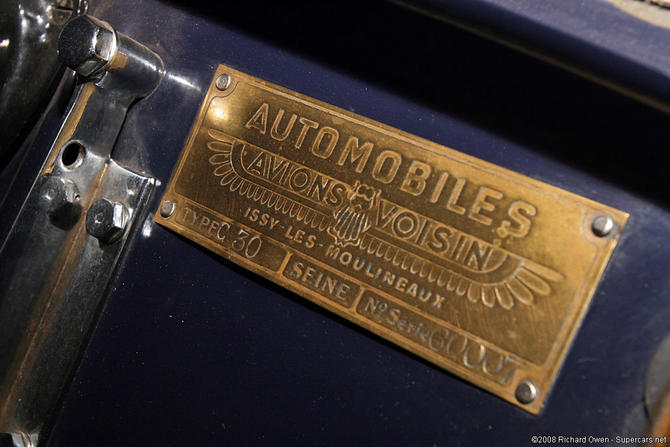 AUTOMOBILES
AVIONS VOISIN
ISSY-LES-MOULINEAUX
TYPE C 30 SEINE No Serie 60007
©2008 Richard Owen - Supercars.net